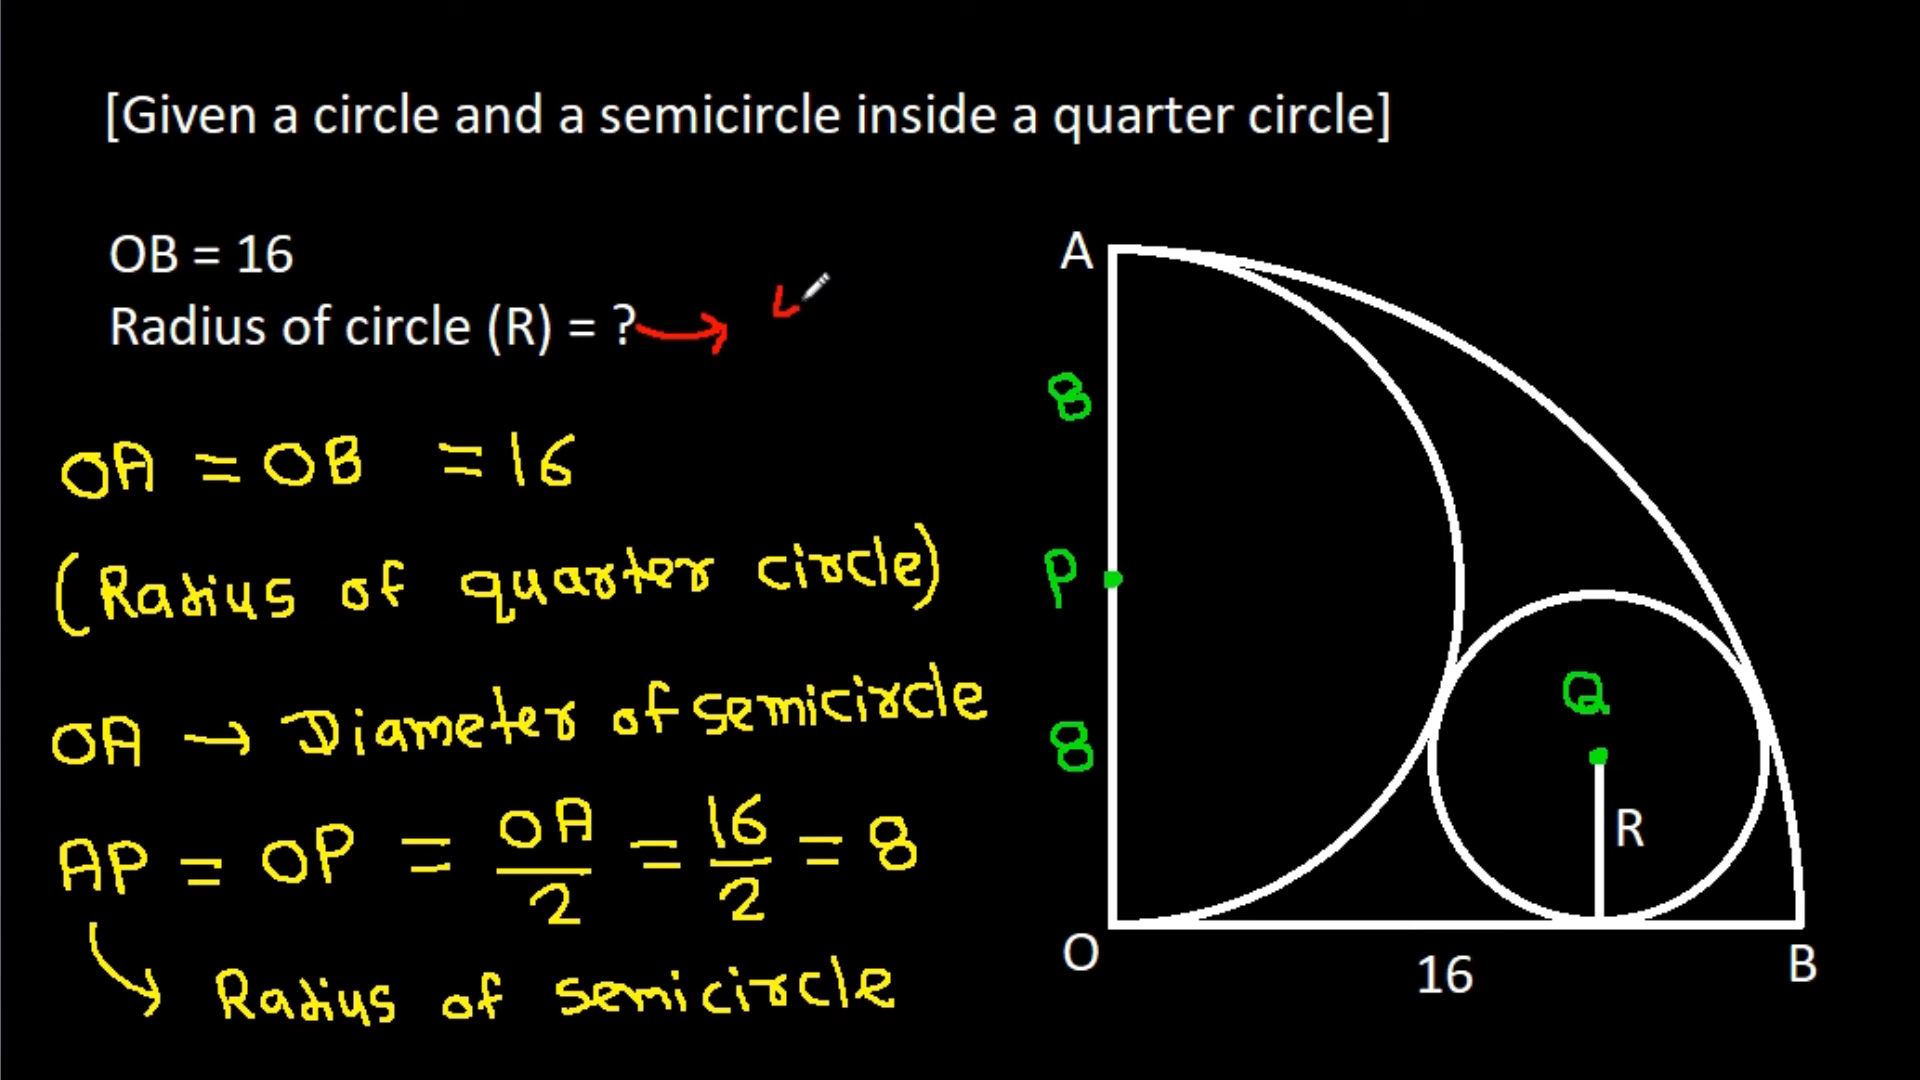 [Given a circle and a semicircle inside a quarter circle]
OB = 16
Radius of circle (R) = ?
OA = OB = 16
(Radius of quarter circle)
OA → Diameter of semicircle
AP = OP = OA/2 = 16/2 = 8
Radius of semicircle
A
8
P
8
Q
R
O
16
B